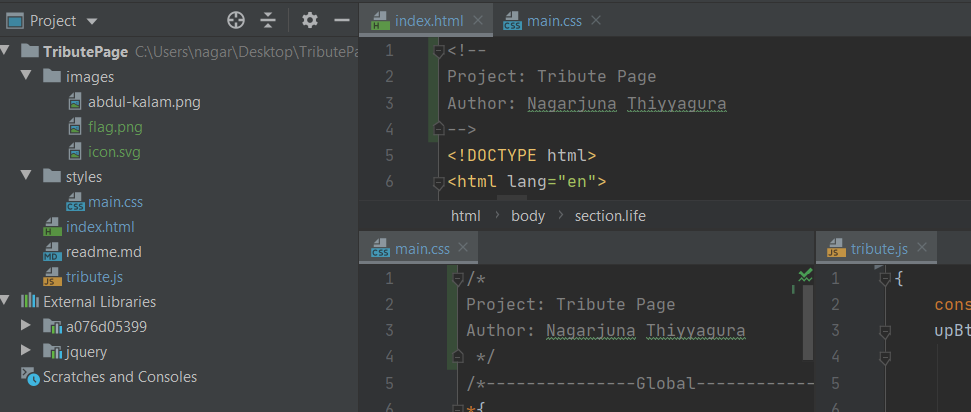 Project
TributePage C:\Users\nagar\Desktop\TributePa
images
abdul-kalam.png
flag.png
icon.svg
styles
main.css
index.html
readme.md
tribute.js
External Libraries
a076d05399
jquery
Scratches and Consoles
index.html main.css
1 <!--
2 Project: Tribute Page
3 Author: Nagarjuna Thiyyagura
4 -->
5 <!DOCTYPE html>
6 <html lang="en">
html › body › section.life
main.css
1 /*
2 Project: Tribute Page
3 Author: Nagarjuna Thiyyagura
4 */
5 /*---------------Global------------
6 *{
tribute.js
1 {
2 cons
3 upBt
4